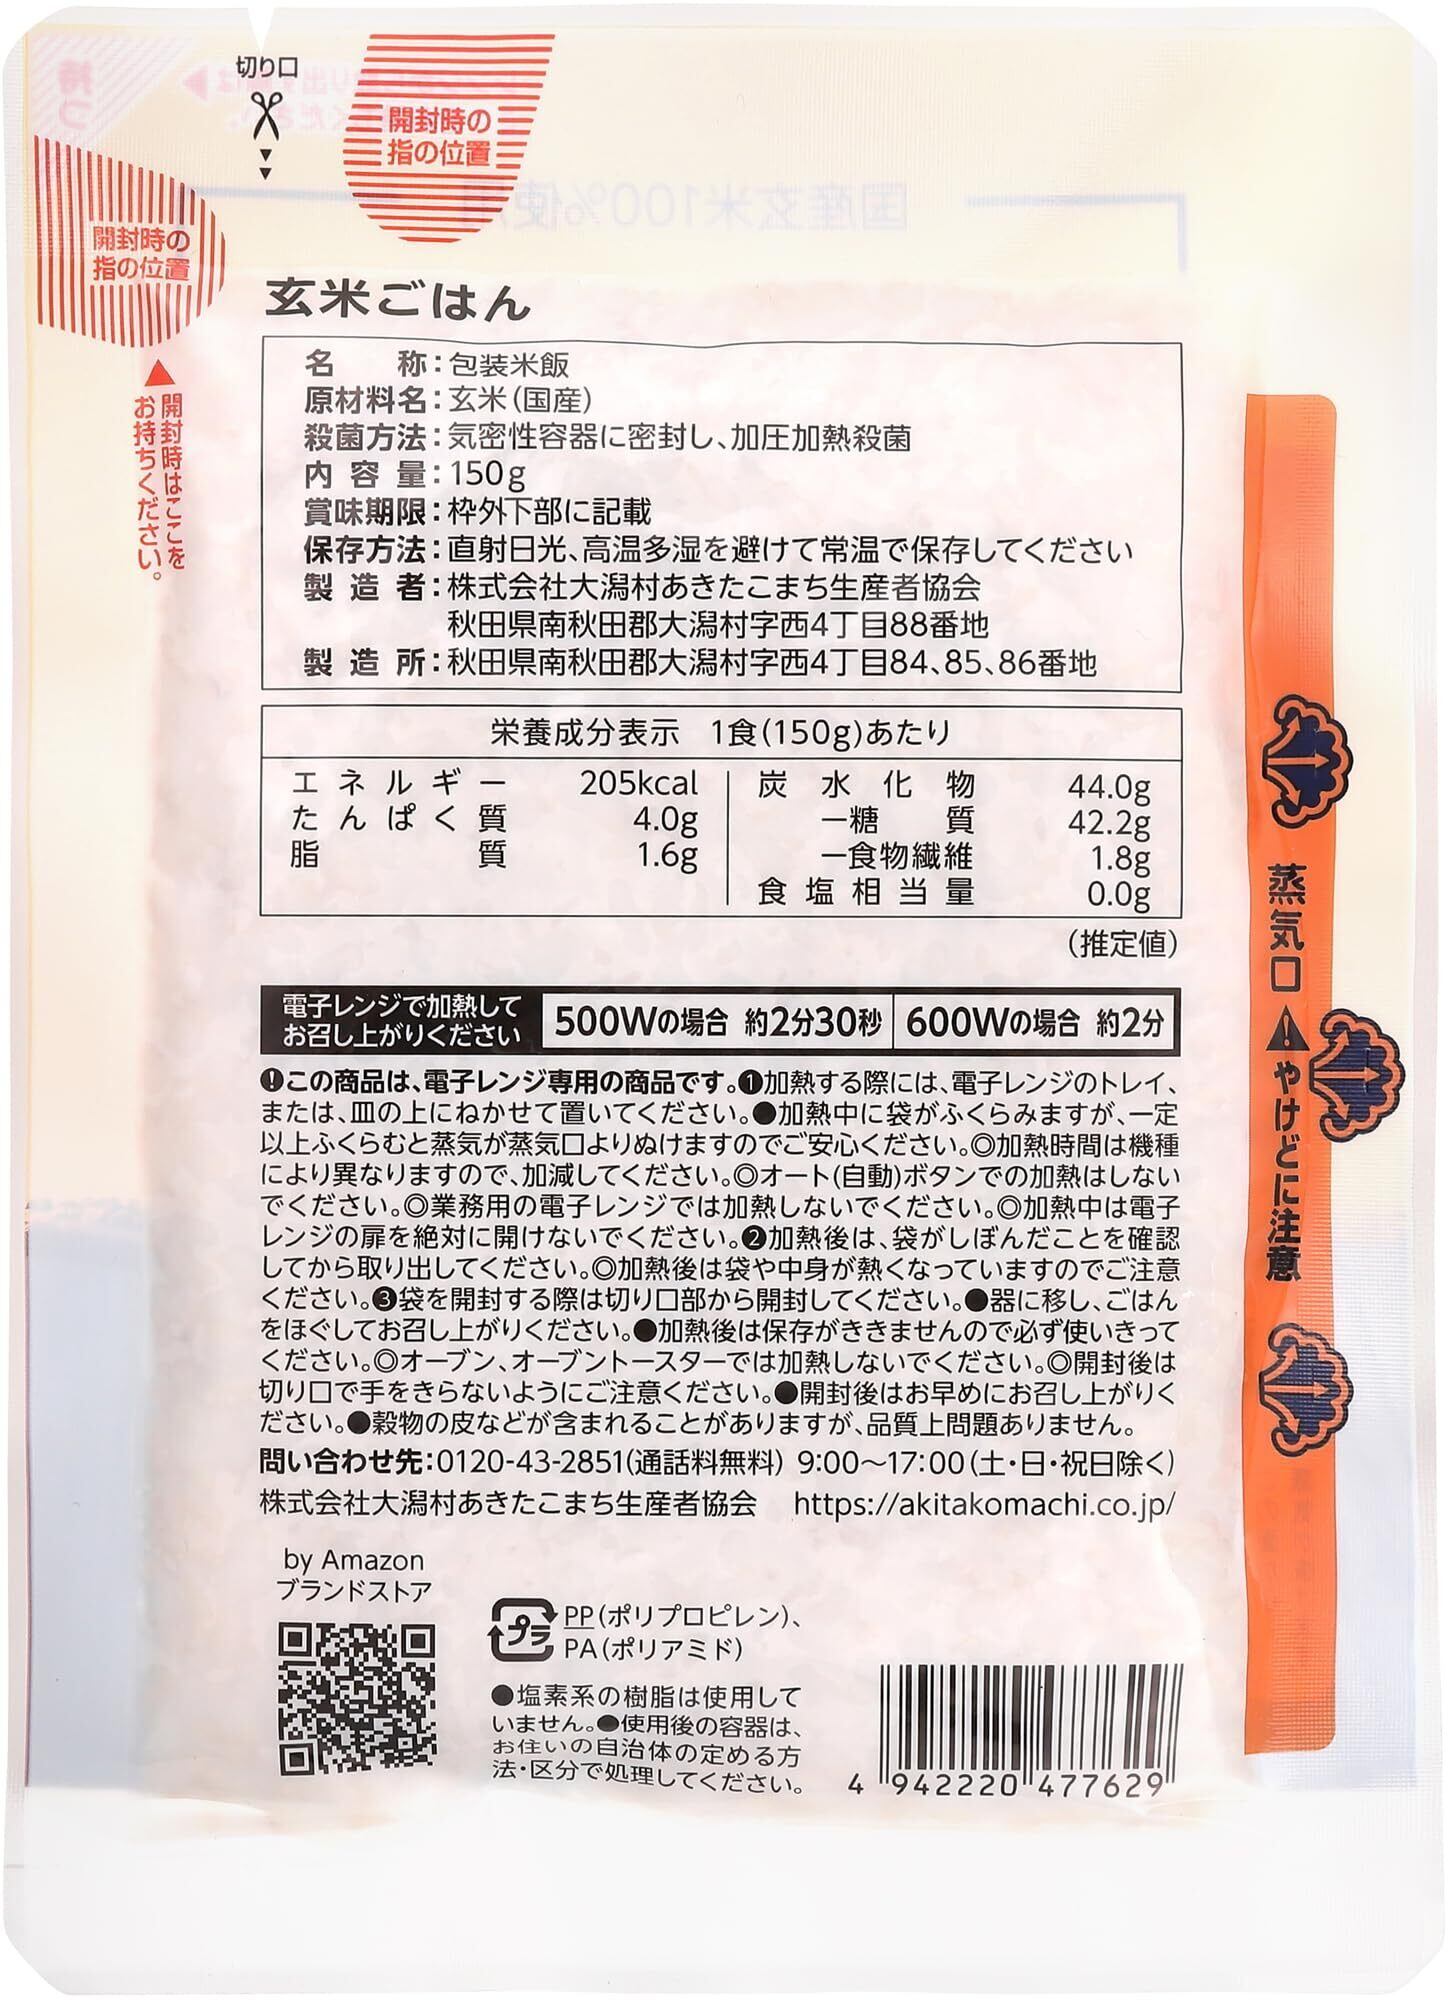 切り口
開封時の
指の位置
開封時の
指の位置
開封時はここを
お持ちください。
国産玄米100%使用
玄米ごはん
名 称：包装米飯
原材料名：玄米（国産）
殺菌方法：気密性容器に密封し、加圧加熱殺菌
内容量：150g
賞味期限：枠外下部に記載
保存方法：直射日光、高温多湿を避けて常温で保存してください
製造者：株式会社大潟村あきたこまち生産者協会
秋田県南秋田郡大潟村字西4丁目88番地
製造所：秋田県南秋田郡大潟村字西4丁目84、85、86番地
栄養成分表示 1食(150g)あたり
エネルギー 205kcal
たんぱく質 4.0g
脂質 1.6g
炭水化物 44.0g
ー糖質 42.2g
ー食物繊維 1.8g
食塩相当量 0.0g
（推定値）
電子レンジで加熱して
お召し上がりください
500Wの場合 約2分30秒
600Wの場合 約2分
❗この商品は、電子レンジ専用の商品です。❶加熱する際には、電子レンジのトレイ、
または、皿の上にねかせて置いてください。●加熱中に袋がふくらみますが、一定
以上ふくらむと蒸気が蒸気口よりぬけますのでご安心ください。◎加熱時間は機種
により異なりますので、加減してください。◎オート(自動)ボタンでの加熱はしない
でください。◎業務用の電子レンジでは加熱しないでください。◎加熱中は電子
レンジの扉を絶対に開けないでください。❷加熱後は、袋がしぼんだことを確認
してから取り出してください。◎加熱後は袋や中身が熱くなっていますのでご注意
ください。❸袋を開封する際は切り口部から開封してください。●器に移し、ごはん
をほぐしてお召し上がりください。●加熱後は保存がききませんので必ず使いきって
ください。◎オーブン、オーブントースターでは加熱しないでください。◎開封後は
切り口で手をきらないようにご注意ください。●開封後はお早めにお召し上がりく
ださい。●穀物の皮などが含まれることがありますが、品質上問題ありません。
問い合わせ先：0120-43-2851（通話料無料） 9:00〜17:00（土・日・祝日除く）
株式会社大潟村あきたこまち生産者協会 https://akitakomachi.co.jp/
by Amazon
ブランドストア
プラ
PP（ポリプロピレン）、
PA（ポリアミド）
●塩素系の樹脂は使用して
いません。●使用後の容器は、
お住いの自治体の定める方
法・区分で処理してください。
4 942220 477629
蒸気口 ⚠ やけどに注意